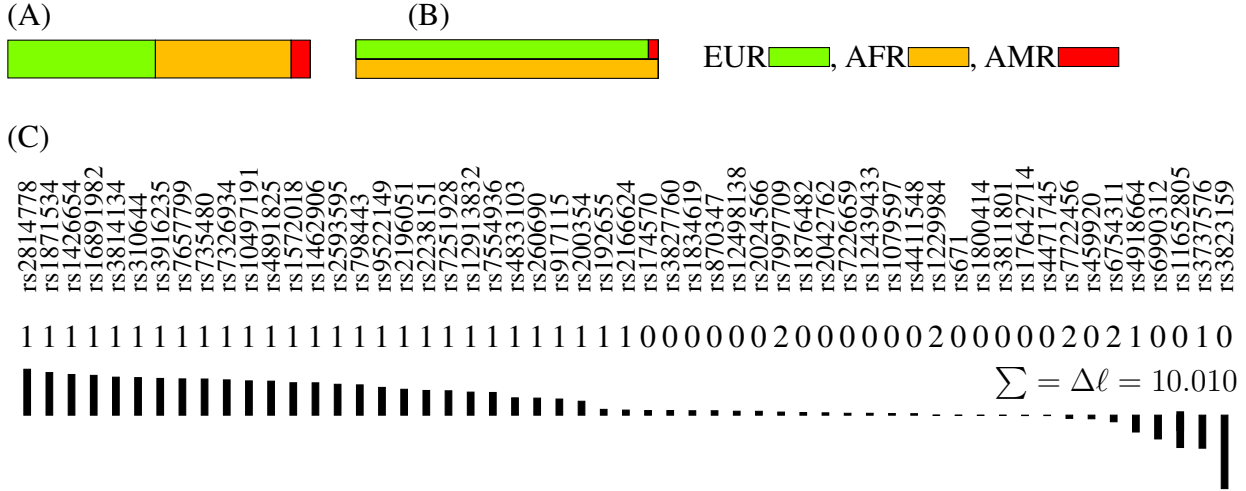 (A)
(B)
EUR, AFR, AMR
(C)
rs2814778
rs1871534
rs1426654
rs16891982
rs3814134
rs3106644
rs3916235
rs7657799
rs735480
rs7326934
rs10497191
rs4891825
rs1572018
rs1462906
rs2593595
rs798443
rs9522149
rs2196051
rs2238151
rs7251928
rs12913832
rs7554936
rs4833103
rs260690
rs917115
rs200354
rs192655
rs2166624
rs174570
rs3827760
rs1834619
rs870347
rs12498138
rs2024566
rs7997709
rs1876482
rs2042762
rs7226659
rs12439433
rs1079597
rs4411548
rs1229984
rs671
rs1800414
rs3811801
rs17642714
rs4471745
rs7722456
rs459920
rs6754311
rs4918664
rs6990312
rs11652805
rs3737576
rs3823159
1 1 1 1 1 1 1 1 1 1 1 1 1 1 1 1 1 1 1 1 1 1 1 1 1 1 1 1 0 0 0 0 0 0 2 0 0 0 0 0 0 2 0 0 0 0 0 2 0 2 1 0 0 1 0
∑ = Δℓ = 10.010